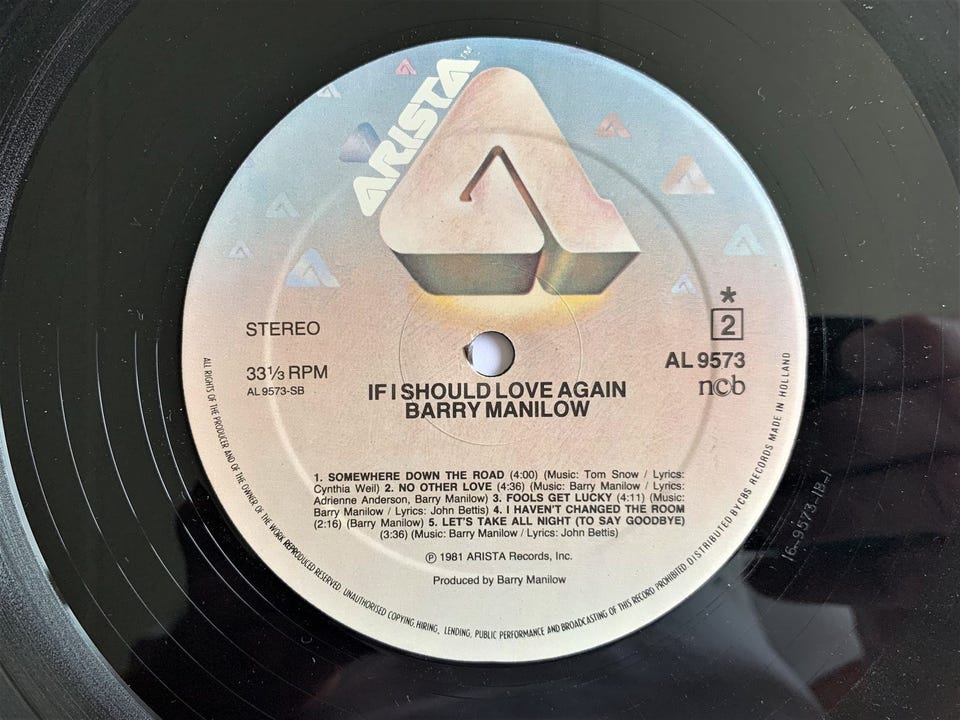 ARISTA™
STEREO
*
2
33⅓ RPM
AL 9573
AL 9573-SB
ncb
IF I SHOULD LOVE AGAIN
BARRY MANILOW
1. SOMEWHERE DOWN THE ROAD (4:00) (Music: Tom Snow / Lyrics:
Cynthia Weil) 2. NO OTHER LOVE (4:36) (Music: Barry Manilow / Lyrics:
Adrienne Anderson, Barry Manilow) 3. FOOLS GET LUCKY (4:11) (Music:
Barry Manilow / Lyrics: John Bettis) 4. I HAVEN'T CHANGED THE ROOM
(2:16) (Barry Manilow) 5. LET'S TAKE ALL NIGHT (TO SAY GOODBYE)
(3:36) (Music: Barry Manilow / Lyrics: John Bettis)
℗ 1981 ARISTA Records, Inc.
Produced by Barry Manilow
ALL RIGHTS OF THE PRODUCER AND OF THE OWNER OF THE WORK REPRODUCED RESERVED. UNAUTHORISED COPYING, HIRING, LENDING, PUBLIC PERFORMANCE AND BROADCASTING OF THIS RECORD PROHIBITED. DISTRIBUTED BY CBS RECORDS MADE IN HOLLAND